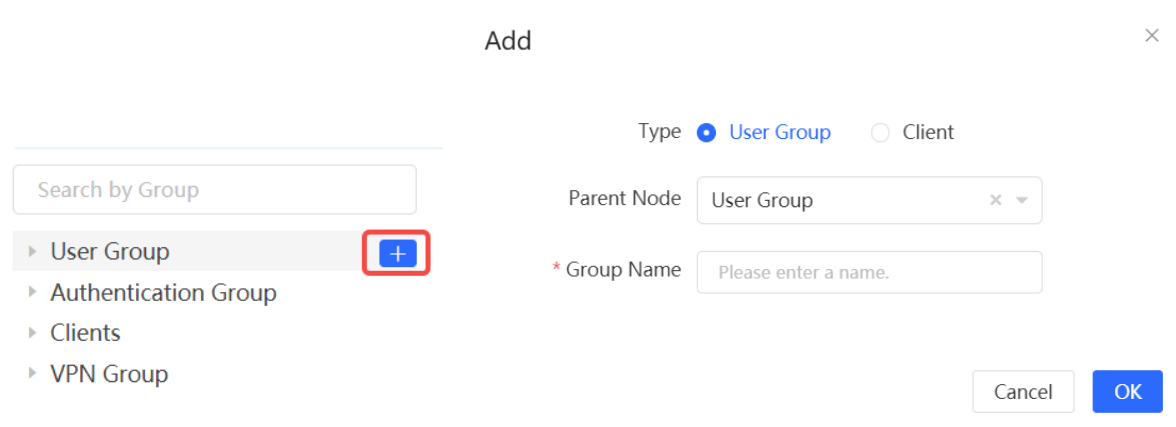 Add
Type User Group Client
Search by Group
Parent Node User Group
User Group
* Group Name Please enter a name.
Authentication Group
Clients
VPN Group
Cancel OK